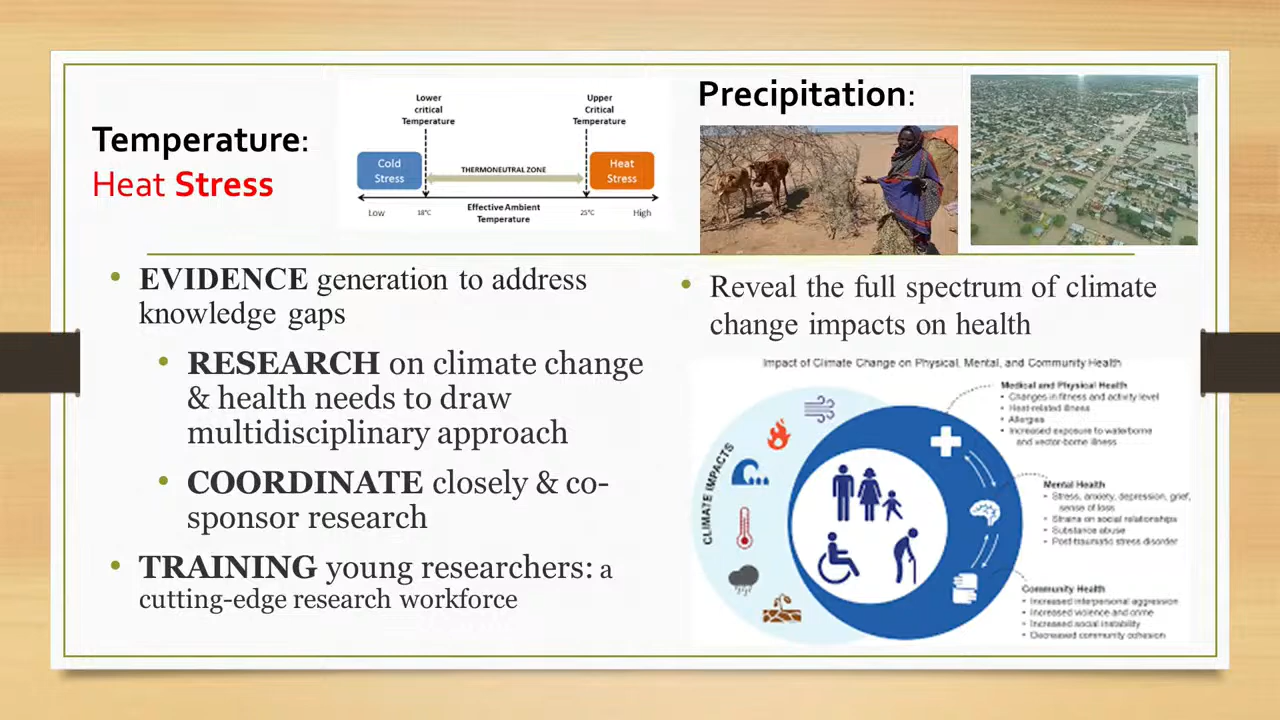 Temperature:
Heat Stress
Lower
critical
Temperature
Upper
Critical
Temperature
Cold
Stress
THERMONEUTRAL ZONE
Heat
Stress
Low
18°C
Effective Ambient
Temperature
25°C
High
Precipitation:
• EVIDENCE generation to address
knowledge gaps
• RESEARCH on climate change
& health needs to draw
multidisciplinary approach
• COORDINATE closely & co-
sponsor research
• TRAINING young researchers: a
cutting-edge research workforce
• Reveal the full spectrum of climate
change impacts on health
Impact of Climate Change on Physical, Mental, and Community Health
CLIMATE IMPACTS
Medical and Physical Health
• Changes in fitness and activity level
• Heat-related illness
• Allergies
• Increased exposure to waterborne
and vector-borne illness
Mental Health
• Stress, anxiety, depression, grief,
sense of loss
• Strains on social relationships
• Substance abuse
• Post-traumatic stress disorder
Community Health
• Increased interpersonal aggression
• Increased violence and crime
• Increased social instability
• Decreased community cohesion